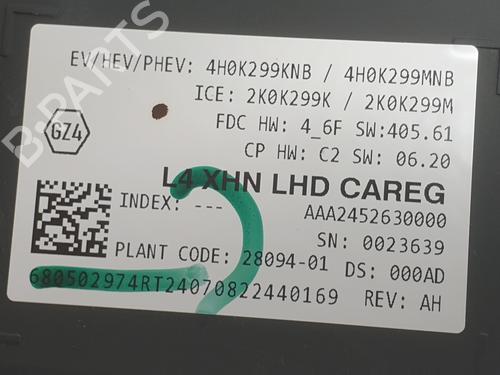 EV/HEV/PHEV: 4H0K299KNB / 4H0K299MNB
ICE: 2K0K299K / 2K0K299M
FDC HW: 4_6F SW:405.61
GZ4
CP HW: C2 SW: 06.20
L4 XHN LHD CAREG
INDEX: ---
AAA2452630000
SN: 0023639
PLANT CODE: 28094-01 DS: 000AD
680502974RT24070822440169 REV: AH
B-PARTS